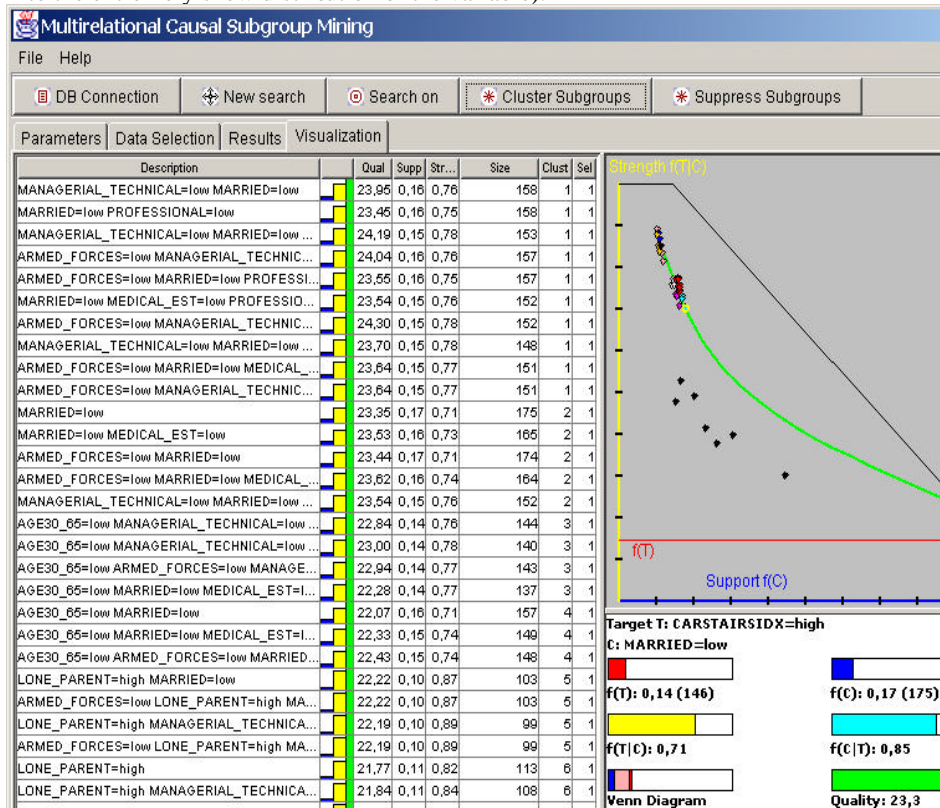 Multirelational Causal Subgroup Mining
File Help
DB Connection New search Search on Cluster Subgroups Suppress Subgroups
Parameters Data Selection Results Visualization
Description Qual Supp Str... Size Clust Sel
MANAGERIAL_TECHNICAL=low MARRIED=low 23,95 0,16 0,76 158 1 1
MARRIED=low PROFESSIONAL=low 23,45 0,16 0,75 158 1 1
MANAGERIAL_TECHNICAL=low MARRIED=low ... 24,19 0,15 0,78 153 1 1
ARMED_FORCES=low MANAGERIAL_TECHNIC... 24,04 0,16 0,76 157 1 1
ARMED_FORCES=low MARRIED=low PROFESSI... 23,55 0,16 0,75 157 1 1
MARRIED=low MEDICAL_EST=low PROFESSIO... 23,54 0,15 0,76 152 1 1
ARMED_FORCES=low MANAGERIAL_TECHNIC... 24,30 0,15 0,78 152 1 1
MANAGERIAL_TECHNICAL=low MARRIED=low ... 23,70 0,15 0,78 148 1 1
ARMED_FORCES=low MARRIED=low MEDICAL_... 23,64 0,15 0,77 151 1 1
ARMED_FORCES=low MANAGERIAL_TECHNIC... 23,64 0,15 0,77 151 1 1
MARRIED=low 23,35 0,17 0,71 175 2 1
MARRIED=low MEDICAL_EST=low 23,53 0,16 0,73 165 2 1
ARMED_FORCES=low MARRIED=low 23,44 0,17 0,71 174 2 1
ARMED_FORCES=low MARRIED=low MEDICAL_... 23,62 0,16 0,74 164 2 1
MANAGERIAL_TECHNICAL=low MARRIED=low ... 23,54 0,15 0,76 152 2 1
AGE30_65=low MANAGERIAL_TECHNICAL=low ... 22,84 0,14 0,76 144 3 1
AGE30_65=low MANAGERIAL_TECHNICAL=low ... 23,00 0,14 0,78 140 3 1
AGE30_65=low ARMED_FORCES=low MANAGE... 22,94 0,14 0,77 143 3 1
AGE30_65=low MARRIED=low MEDICAL_EST=l... 22,28 0,14 0,77 137 3 1
AGE30_65=low MARRIED=low 22,07 0,16 0,71 157 4 1
AGE30_65=low MARRIED=low MEDICAL_EST=l... 22,33 0,15 0,74 149 4 1
AGE30_65=low ARMED_FORCES=low MARRIED... 22,43 0,15 0,74 148 4 1
LONE_PARENT=high MARRIED=low 22,22 0,10 0,87 103 5 1
ARMED_FORCES=low LONE_PARENT=high MA... 22,22 0,10 0,87 103 5 1
LONE_PARENT=high MANAGERIAL_TECHNICA... 22,19 0,10 0,89 99 5 1
ARMED_FORCES=low LONE_PARENT=high MA... 22,19 0,10 0,89 99 5 1
LONE_PARENT=high 21,77 0,11 0,82 113 6 1
LONE_PARENT=high MANAGERIAL_TECHNICA... 21,84 0,11 0,84 108 6 1
Strength f(T|C)
f(T)
Support f(C)
Target T: CARSTAIRSIDX=high
C: MARRIED=low
f(T): 0,14 (146) f(C): 0,17 (175)
f(T|C): 0,71 f(C|T): 0,85
Venn Diagram Quality: 23,3